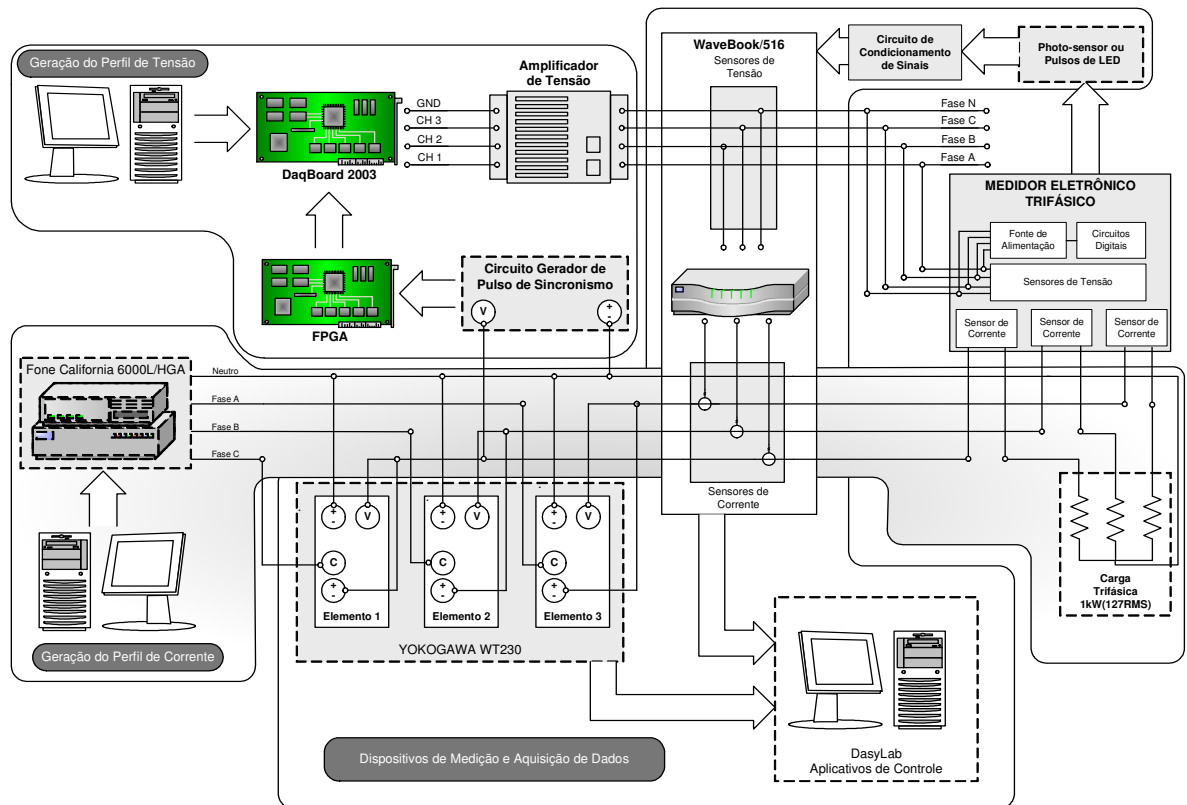 Geração do Perfil de Tensão
DaqBoard 2003
GND
CH 3
CH 2
CH 1
Amplificador
de Tensão
WaveBook/516
Sensores de
Tensão
Circuito de
Condicionamento
de Sinais
Photo-sensor ou
Pulsos de LED
Fase N
Fase C
Fase B
Fase A
MEDIDOR ELETRÔNICO
TRIFÁSICO
Fonte de
Alimentação
Circuitos
Digitais
Sensores de Tensão
Sensor de
Corrente
Sensor de
Corrente
Sensor de
Corrente
FPGA
Circuito Gerador de
Pulso de Sincronismo
V
+
-
Fone California 6000L/HGA
Neutro
Fase A
Fase B
Fase C
Geração do Perfil de Corrente
+
-
V
C
+
-
Elemento 1
+
-
V
C
+
-
Elemento 2
+
-
V
C
+
-
Elemento 3
YOKOGAWA WT230
Sensores de
Corrente
Carga
Trifásica
1kW(127RMS)
Dispositivos de Medição e Aquisição de Dados
DasyLab
Aplicativos de Controle